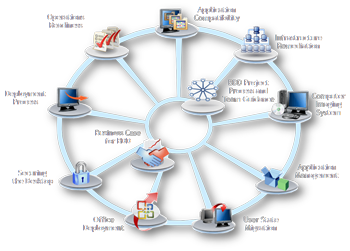 Operations
Readiness
Application
Compatibility
Infrastructure
Remediation
Deployment
Process
BDD Project:
Process and
Team Guidance
Computer
Imaging
System
Business Case
for BDD
Securing
the Desktop
Application
Management
Office
Deployment
User State
Migration